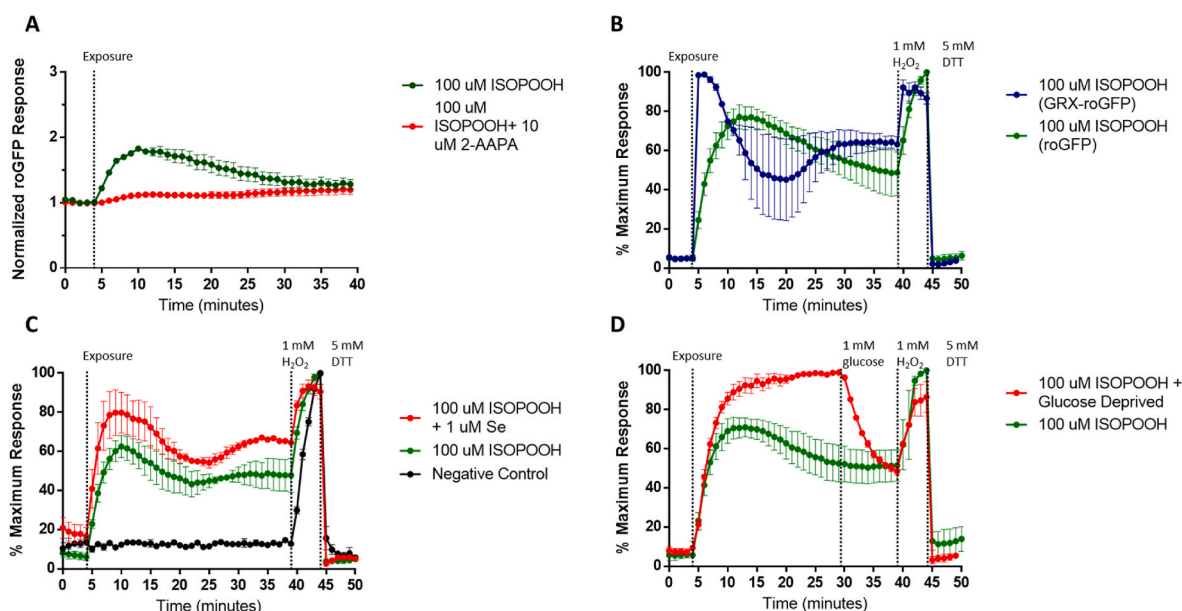 A
Exposure
Normalized roGFP Response
3
2
1
0
0 5 10 15 20 25 30 35 40
Time (minutes)
100 uM ISOPOOH
100 uM
ISOPOOH+ 10
uM 2-AAPA
B
Exposure
1 mM
H₂O₂
5 mM
DTT
% Maximum Response
100
80
60
40
20
0
0 5 10 15 20 25 30 35 40 45 50
Time (minutes)
100 uM ISOPOOH
(GRX-roGFP)
100 uM ISOPOOH
(roGFP)
C
Exposure
1 mM
H₂O₂
5 mM
DTT
% Maximum Response
100
80
60
40
20
0
0 5 10 15 20 25 30 35 40 45 50
Time (minutes)
100 uM ISOPOOH
+ 1 uM Se
100 uM ISOPOOH
Negative Control
D
Exposure
1 mM
glucose
1 mM
H₂O₂
5 mM
DTT
% Maximum Response
100
80
60
40
20
0
0 5 10 15 20 25 30 35 40 45 50
Time (minutes)
100 uM ISOPOOH +
Glucose Deprived
100 uM ISOPOOH